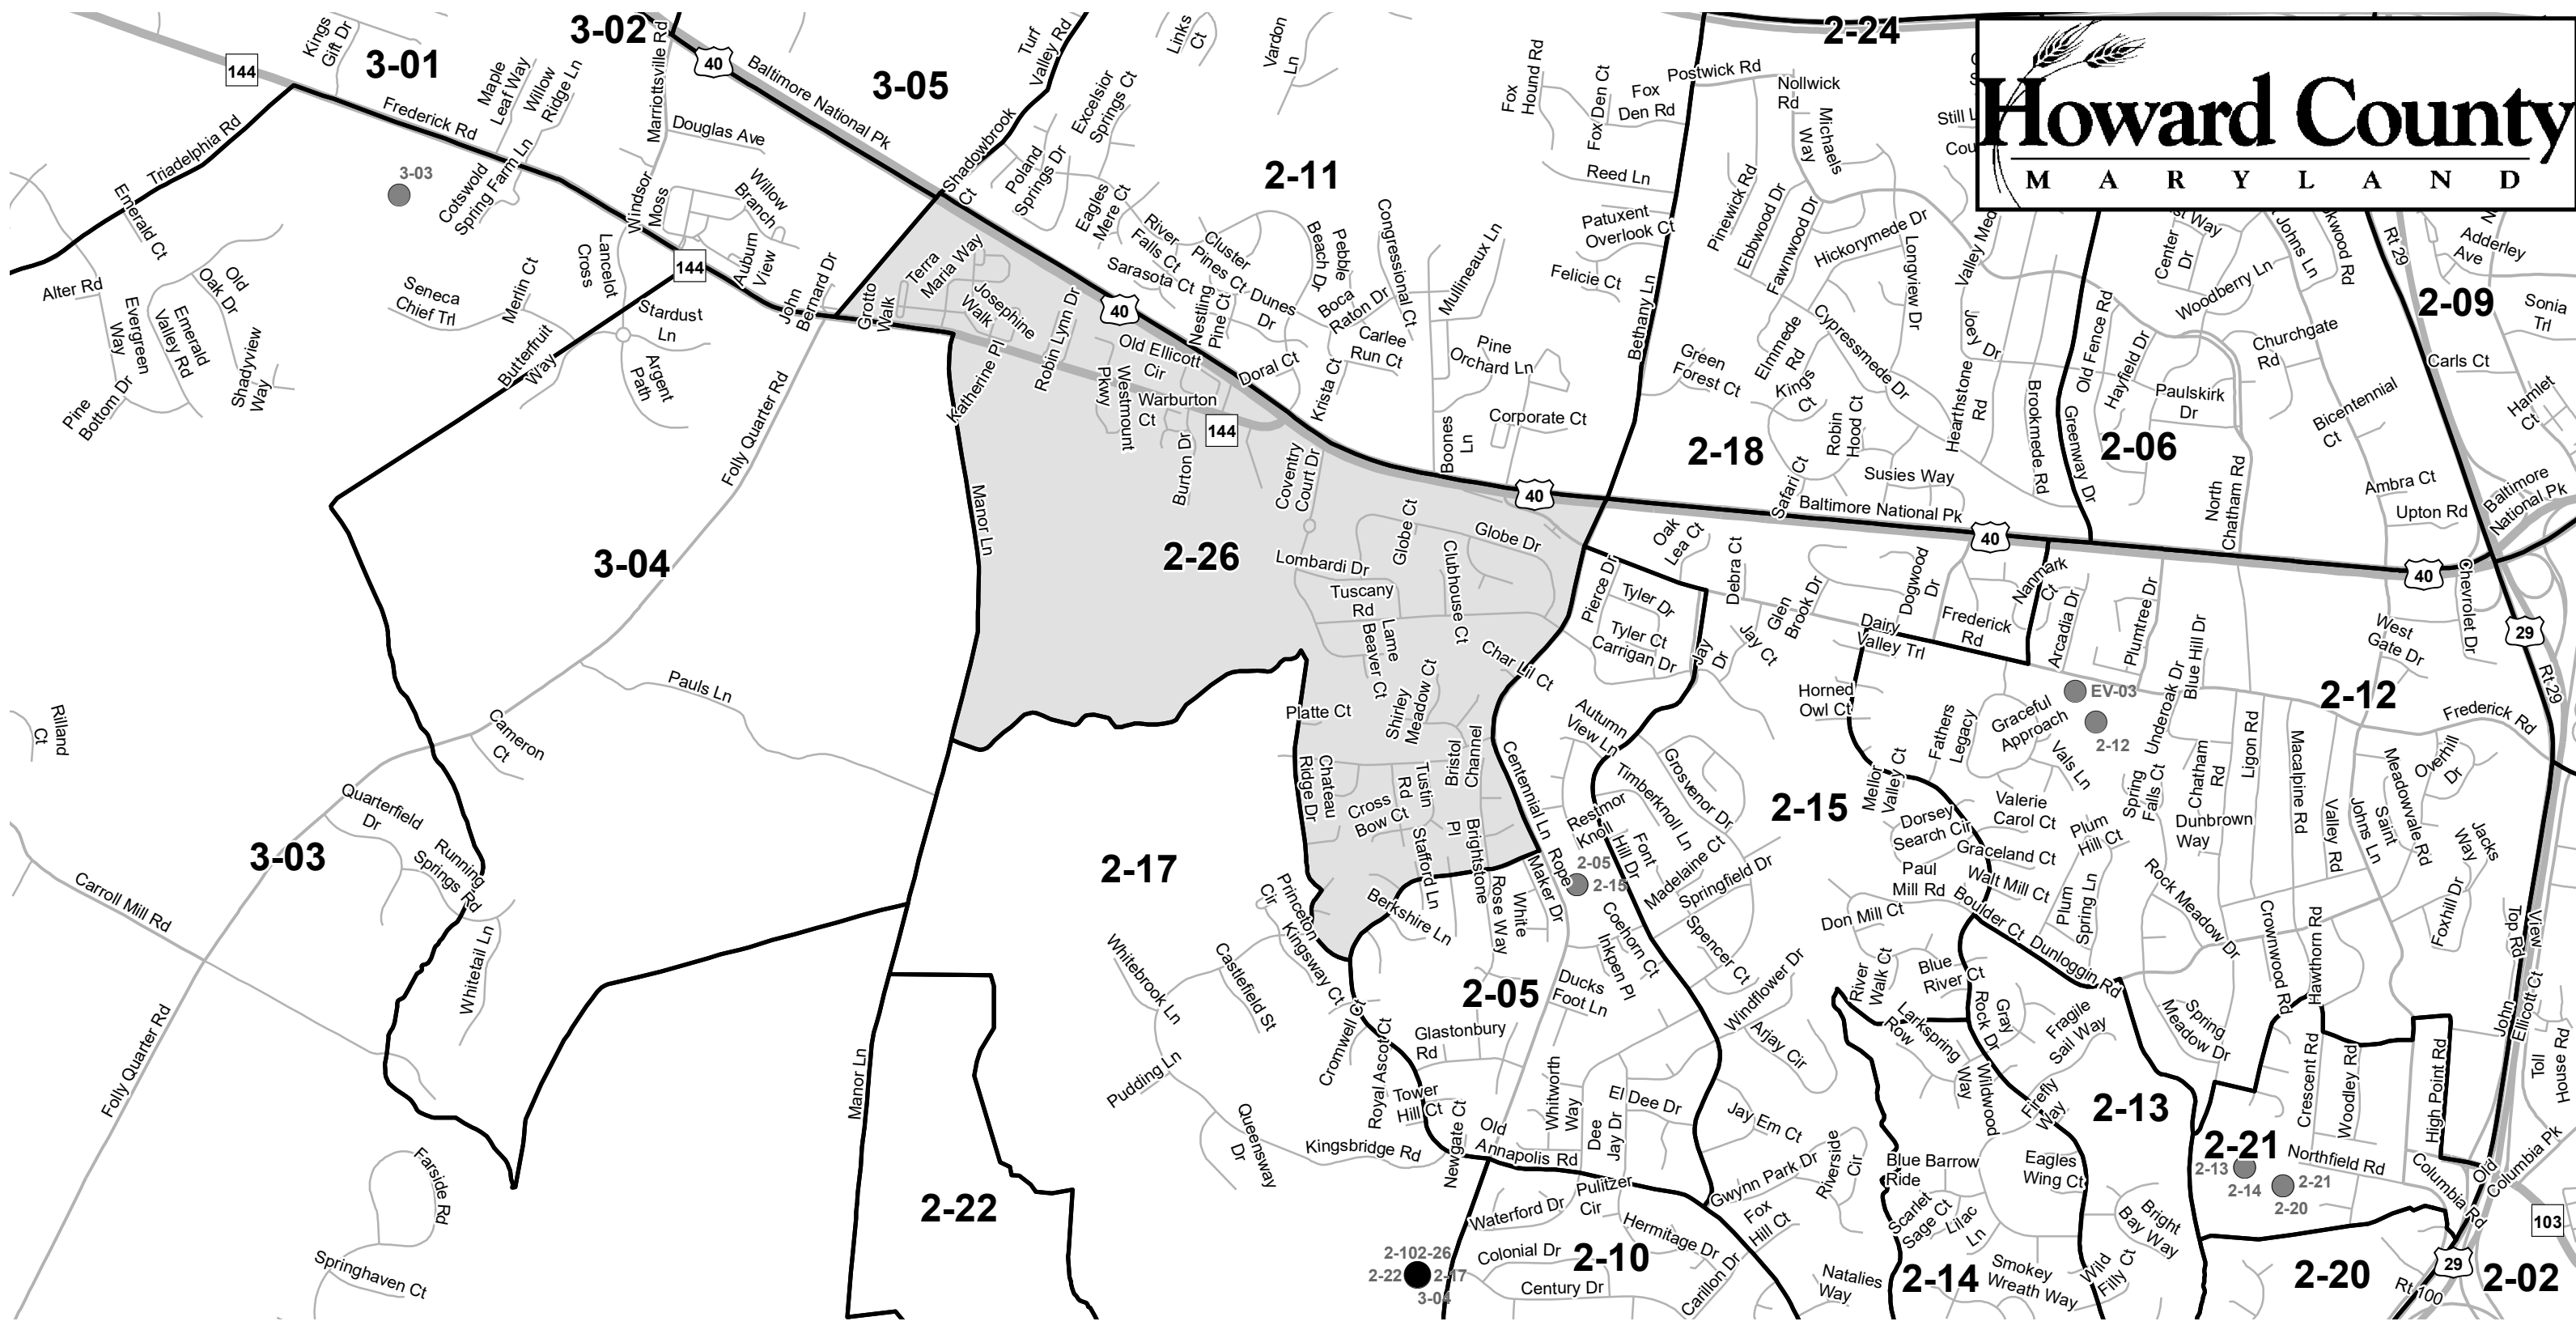 Howard County
M A R Y L A N D
3-01
3-02
3-05
2-24
2-11
2-09
2-18
2-06
3-04
2-26
2-12
3-03
2-17
2-15
2-05
2-13
2-21
2-22
2-10
2-14
2-20
2-02
144
144
144
40
40
40
40
40
29
29
103
3-03
EV-03
2-12
2-05
2-15
2-13
2-14
2-21
2-20
2-102-26
2-22
2-17
3-04
Kings
Gift Dr
Maple
Leaf Way
Willow
Ridge Ln
Marriottsville Rd
Baltimore National Pk
Turf
Valley Rd
Links
Ct
Vardon
Ln
Fox
Hound Rd
Fox Den Ct
Fox
Den Rd
Postwick Rd
Nollwick
Rd
Michaels
Way
Still L
Cou
Frederick Rd
Triadelphia Rd
Douglas Ave
Shadowbrook
Ct
Excelsior
Springs Ct
Poland
Springs Dr
Eagles
Mere Ct
Reed Ln
Patuxent
Overlook Ct
Felicie Ct
Bethany Ln
Pinewick Rd
Ebbwood Dr
Fawnwood Dr
Hickorymede Dr
Longview Dr
Valley Med
Center
Dr
st Way
Woodberry Ln
Johns Ln
kwood Rd
Rt 29
Adderley
Ave
Sonia
Trl
Emerald Ct
Cotswold
Spring Farm Ln
Windsor
Moss
Willow
Branch
Auburn
View
Lancelot
Cross
John
Bernard Dr
Grotto
Walk
Terra
Maria Way
Josephine
Walk
Robin Lynn Dr
Katherine Pl
River
Falls Ct
Cluster
Pines Ct
Sarasota Ct
Nestling
Pine Ct
Dunes
Dr
Pebble
Beach Dr
Boca
Raton Dr
Congressional Ct
Carlee
Run Ct
Mullineaux Ln
Pine
Orchard Ln
Corporate Ct
Boones
Ln
Krista Ct
Doral Ct
Old Ellicott
Cir
Westmount
Pkwy
Warburton
Ct
Burton Dr
Coventry
Court Dr
Green
Forest Ct
Elmmede
Rd
Kings
Ct
Cypressmede Dr
Joey Dr
Robin
Hood Ct
Hearthstone
Rd
Brookmede Rd
Greenway Dr
Old Fence Rd
Hayfield Dr
Paulskirk
Dr
Churchgate
Rd
Bicentennial
Ct
Carls Ct
Hamlet
Ct
Susies Way
Safari Ct
Baltimore National Pk
North
Chatham Rd
Ambra Ct
Upton Rd
Baltimore
National Pk
Alter Rd
Evergreen
Way
Emerald
Valley Rd
Old
Oak Dr
Shadyview
Way
Pine
Bottom Dr
Seneca
Chief Trl
Merlin Ct
Butterfruit
Way
Stardust
Ln
Argent
Path
Folly Quarter Rd
Manor Ln
Globe Ct
Globe Dr
Lombardi Dr
Tuscany
Rd
Clubhouse Ct
Lame
Beaver Ct
Shirley
Meadow Ct
Char Lil Ct
Platte Ct
Chateau
Ridge Dr
Cross
Bow Ct
Tustin
Rd
Bristol
Channel
Pl
Stafford Ln
Brightstone
Berkshire Ln
Centennial Ln
Oak
Lea Ct
Debra Ct
Pierce Dr
Tyler Dr
Tyler Ct
Carrigan Dr
Jay
Dr
Jay Ct
Glen
Brook Dr
Dogwood
Dr
Frederick
Rd
Dairy
Valley Trl
Nanmark
Ct
Arcadia Dr
Plumtree Dr
Blue Hill Dr
Underoak Dr
West
Gate Dr
Chevrolet Dr
Rt 29
Frederick Rd
Horned
Owl Ct
Fathers
Legacy
Graceful
Approach
Vals Ln
Mellor
Valley Ct
Spring
Falls Ct
Chatham
Rd
Ligon Rd
Macalpine Rd
Valley Rd
Saint
Johns Ln
Meadowvale Rd
Overhill
Dr
Jacks
Way
Foxhill Dr
Autumn
View Ln
Timberknoll Ln
Grosvenor Dr
Restmor
Knoll
Font
Hill Dr
Madelaine Ct
Springfield Dr
Rope
Maker Dr
White
Rose Way
Coehorn Ct
Inkpen Pl
Spencer Ct
Ducks
Foot Ln
Windflower Dr
Arjay Cir
Dorsey
Search Cir
Valerie
Carol Ct
Plum
Hill Ct
Graceland Ct
Paul
Mill Rd
Walt Mill Ct
Boulder Ct
Plum
Spring Ln
Dunbrown
Way
Rock Meadow Dr
Don Mill Ct
River
Walk Ct
Blue
River Ct
Dunloggin Rd
Larkspring
Row
Gray
Rock Dr
Fragile
Sail Way
Wildwood
Way
Firefly
Way
Spring
Meadow Dr
Crownwood Rd
Hawthorn Rd
Crescent Rd
Woodley Rd
High Point Rd
View
Top Rd
John
Ellicott Ct
Toll
House Rd
Columbia Pk
Old
Columbia Rd
Northfield Rd
Rt 100
Rilland
Ct
Pauls Ln
Cameron
Ct
Quarterfield
Dr
Running
Springs Rd
Carroll Mill Rd
Whitetail Ln
Folly Quarter Rd
Farside Rd
Springhaven Ct
Manor Ln
Princeton
Cir
Kingsway Ct
Whitebrook Ln
Castlefield St
Pudding Ln
Queensway
Dr
Cromwell Ct
Royal Ascot Ct
Glastonbury
Rd
Tower
Hill Ct
Newgate Ct
Kingsbridge Rd
Old
Annapolis Rd
Whitworth
Way
Dee
Jay Dr
El Dee Dr
Jay Em Ct
Gwynn Park Dr
Riverside
Cir
Waterford Dr
Pulitzer
Cir
Hermitage Dr
Fox
Hill Ct
Colonial Dr
Century Dr
Carillon Dr
Natalies
Way
Blue Barrow
Ride
Scarlet
Sage Ct
Lilac
Ln
Eagles
Wing Ct
Smokey
Wreath Way
Wild
Filly Ct
Bright
Bay Way